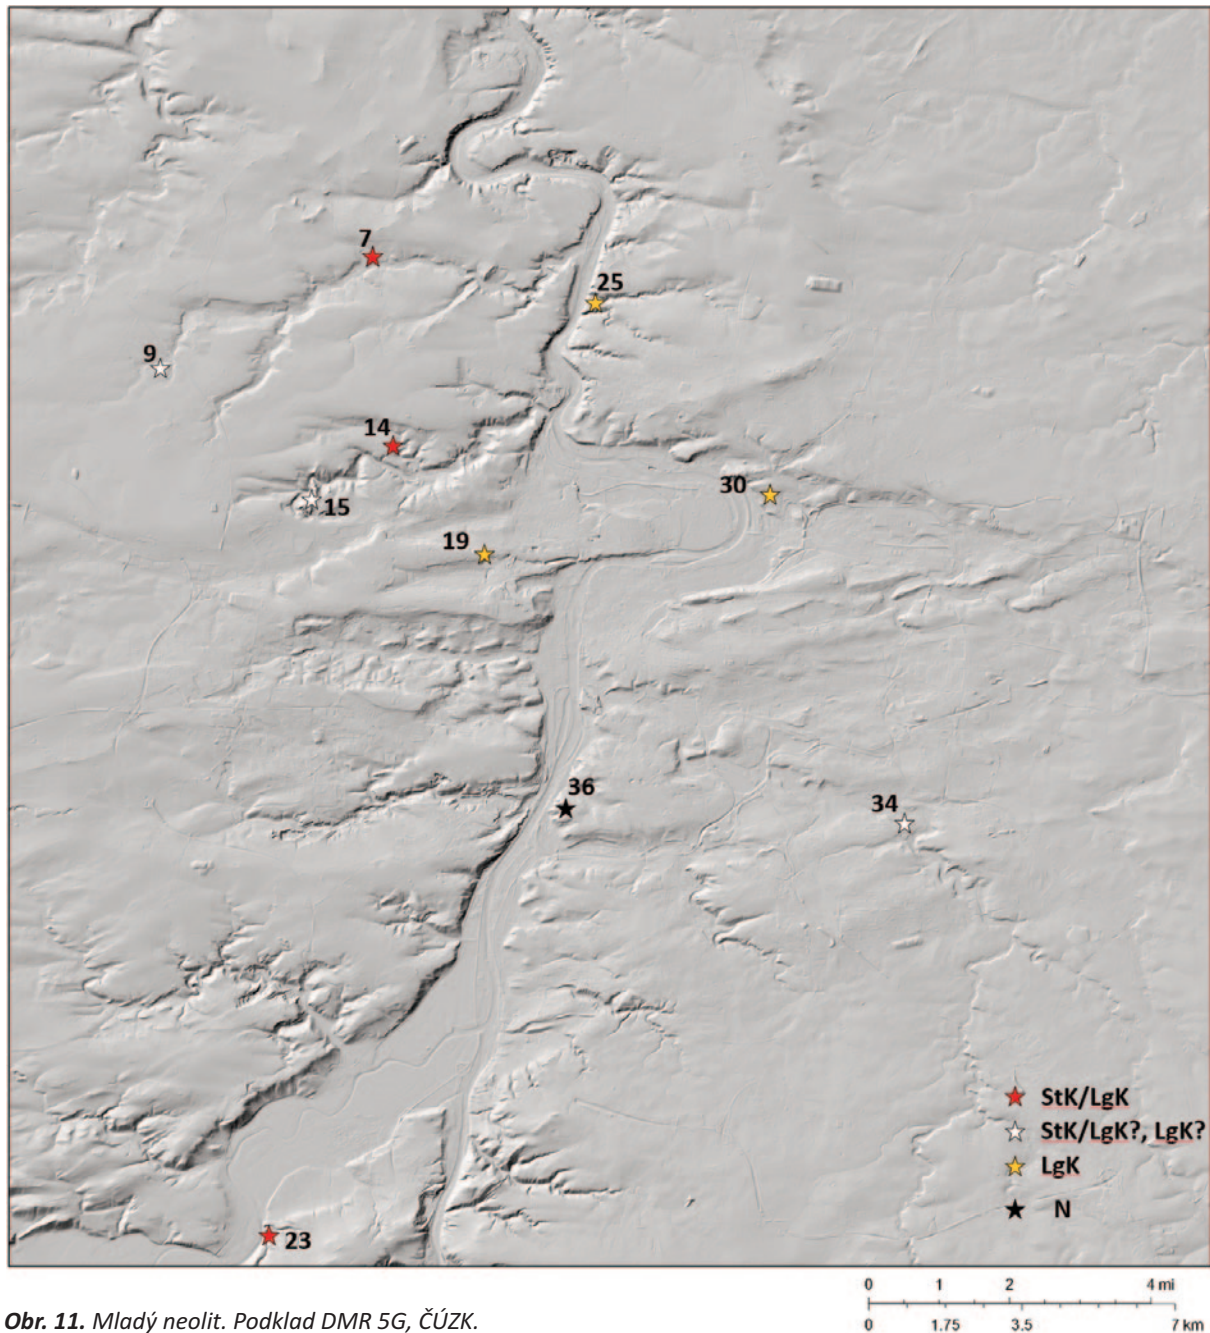 7
25
9
14
30
15
19
36
34
StK/LgK
StK/LgK?, LgK?
LgK
N
23
0 1 2 4 mi
0 1.75 3.5 7 km
Obr. 11. Mladý neolit. Podklad DMR 5G, ČÚZK.